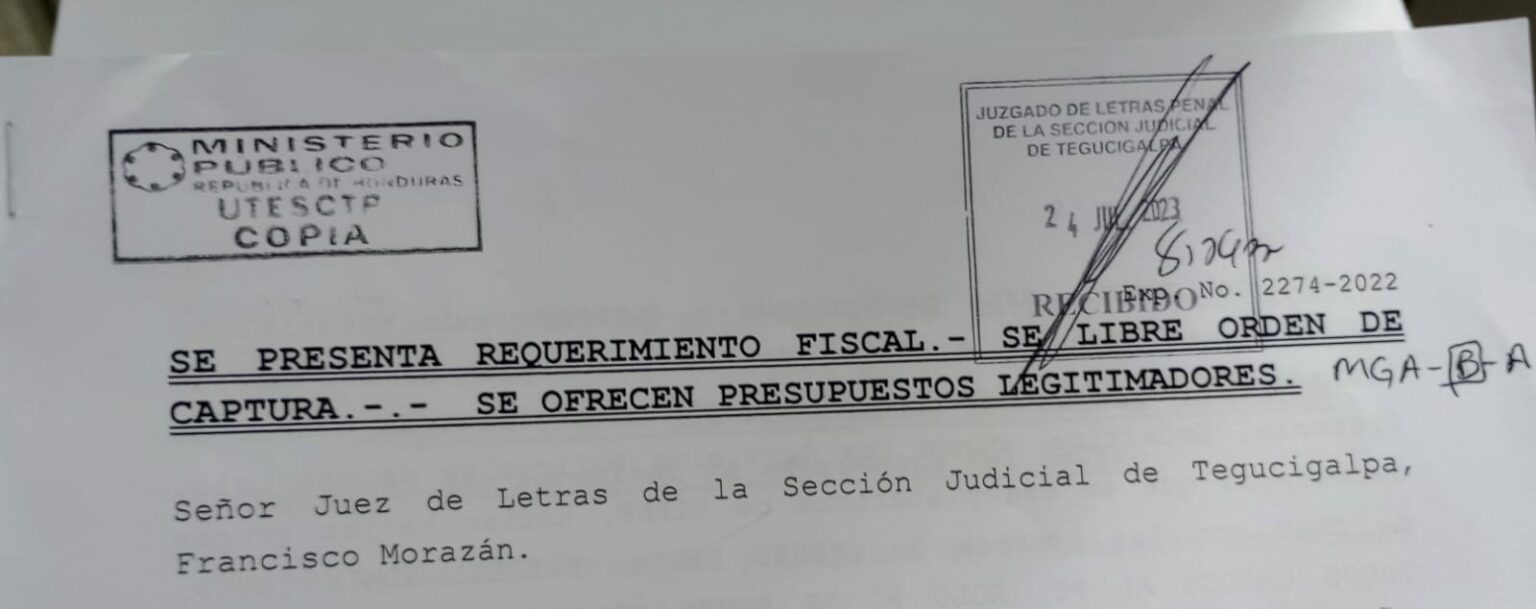 MINISTERIO
PUBLICO
REPUBLICA DE HONDURAS
UTESCTP
COPIA
JUZGADO DE LETRAS PENAL
DE LA SECCION JUDICIAL
DE TEGUCIGALPA
24 JUL 2023
RECIBIDO
Exp. No. 2274-2022
SE PRESENTA REQUERIMIENTO FISCAL.- SE LIBRE ORDEN DE
CAPTURA.-.- SE OFRECEN PRESUPUESTOS LEGITIMADORES.
MGA-B-A
Señor Juez de Letras de la Sección Judicial de Tegucigalpa,
Francisco Morazán.